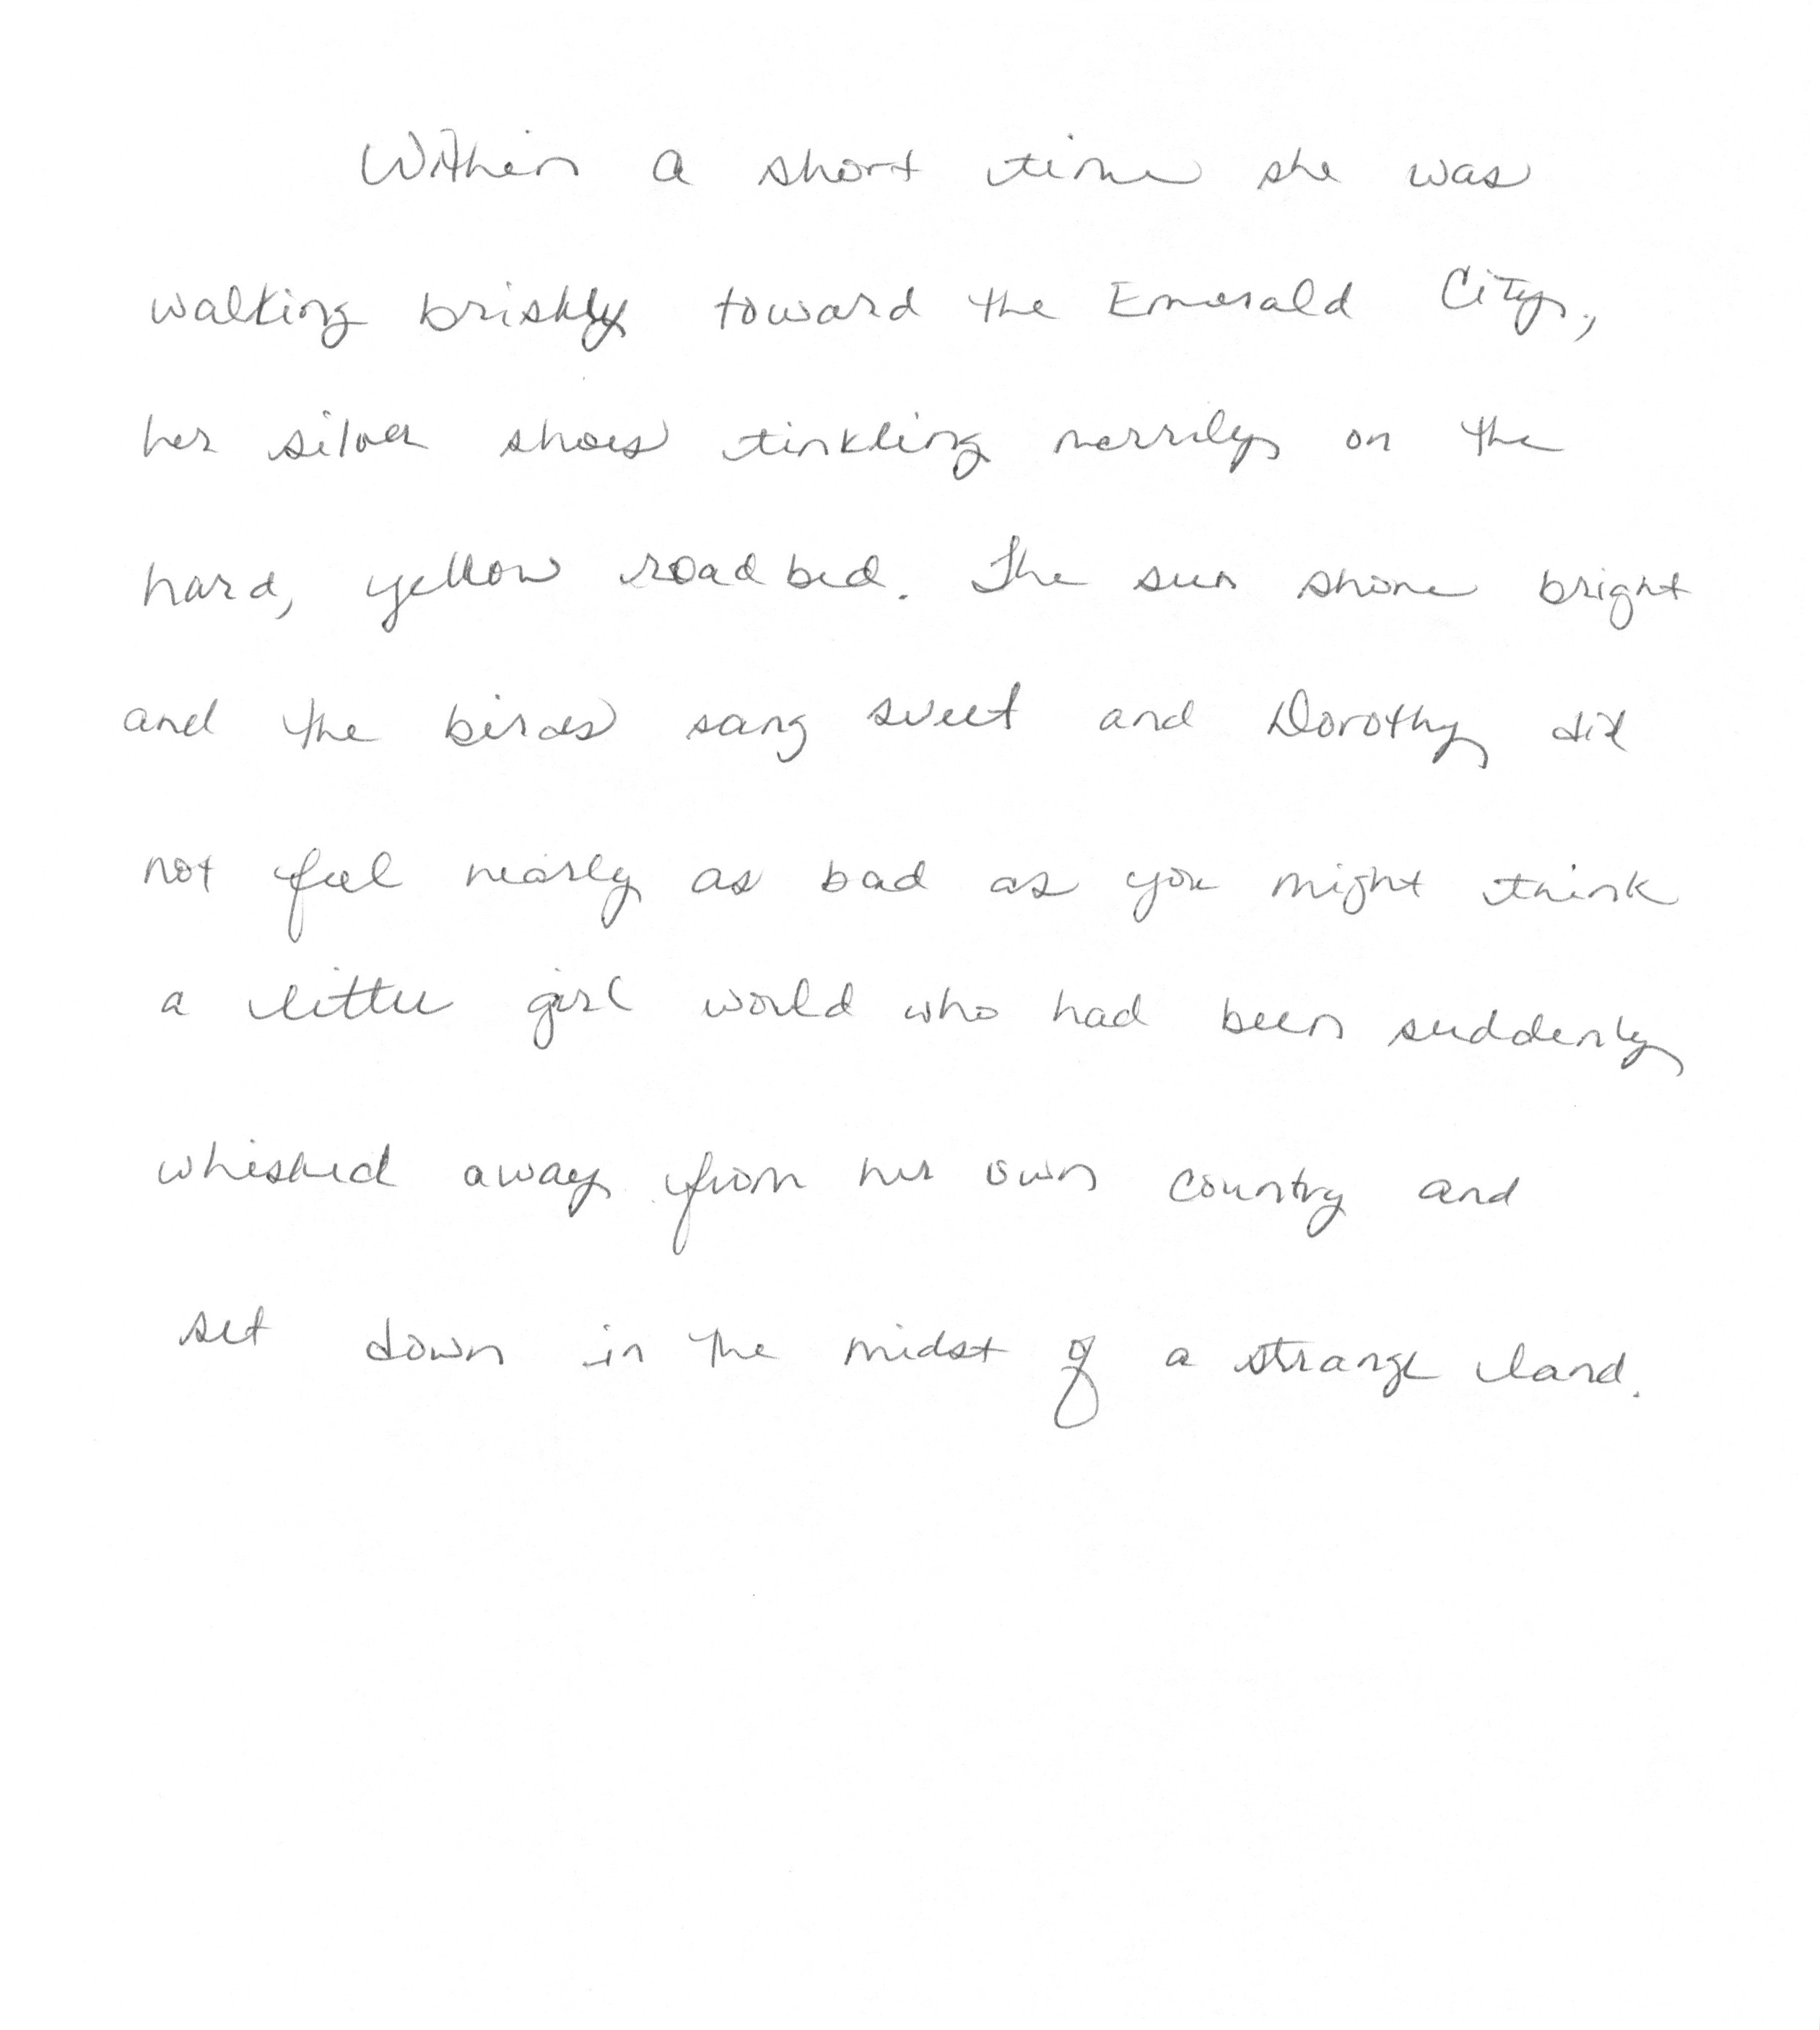 Within a short time she was
walking briskly toward the Emerald City,
her silver shoes tinkling merrily on the
hard, yellow roadbed. The sun shone bright
and the birds sang sweet and Dorothy did
not feel nearly as bad as you might think
a little girl would who had been suddenly
whisked away from her own country and
set down in the midst of a strange land.